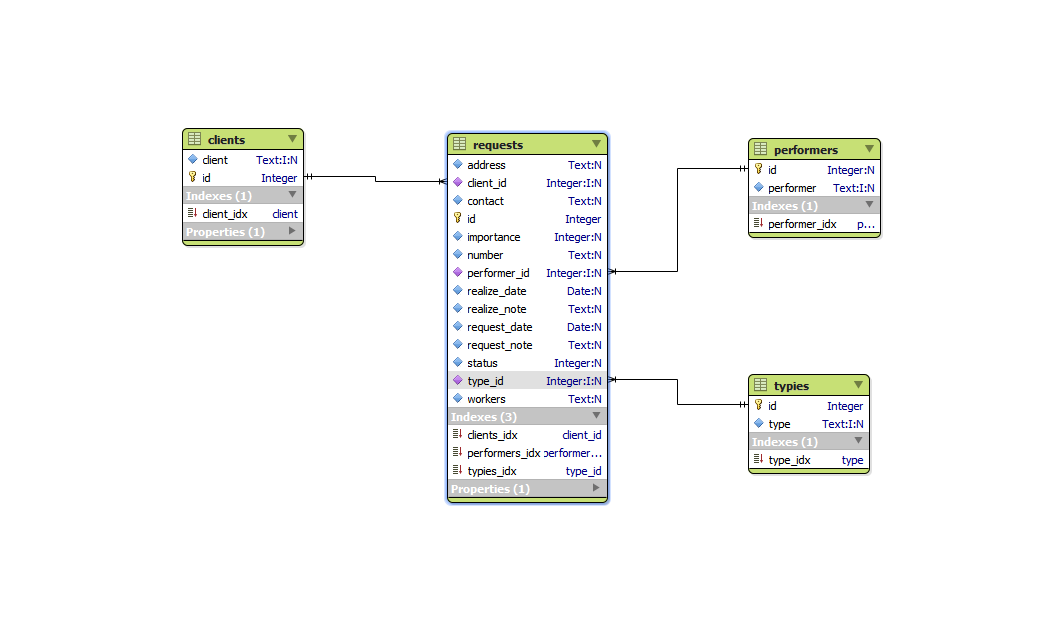 clients
client Text:I:N
id Integer
Indexes (1)
client_idx client
Properties (1)
requests
address Text:N
client_id Integer:I:N
contact Text:N
id Integer
importance Integer:N
number Text:N
performer_id Integer:I:N
realize_date Date:N
realize_note Text:N
request_date Date:N
request_note Text:N
status Integer:N
type_id Integer:I:N
workers Text:N
Indexes (3)
clients_idx client_id
performers_idx performer...
typies_idx type_id
Properties (1)
performers
id Integer:N
performer Text:I:N
Indexes (1)
performer_idx p...
typies
id Integer
type Text:I:N
Indexes (1)
type_idx type